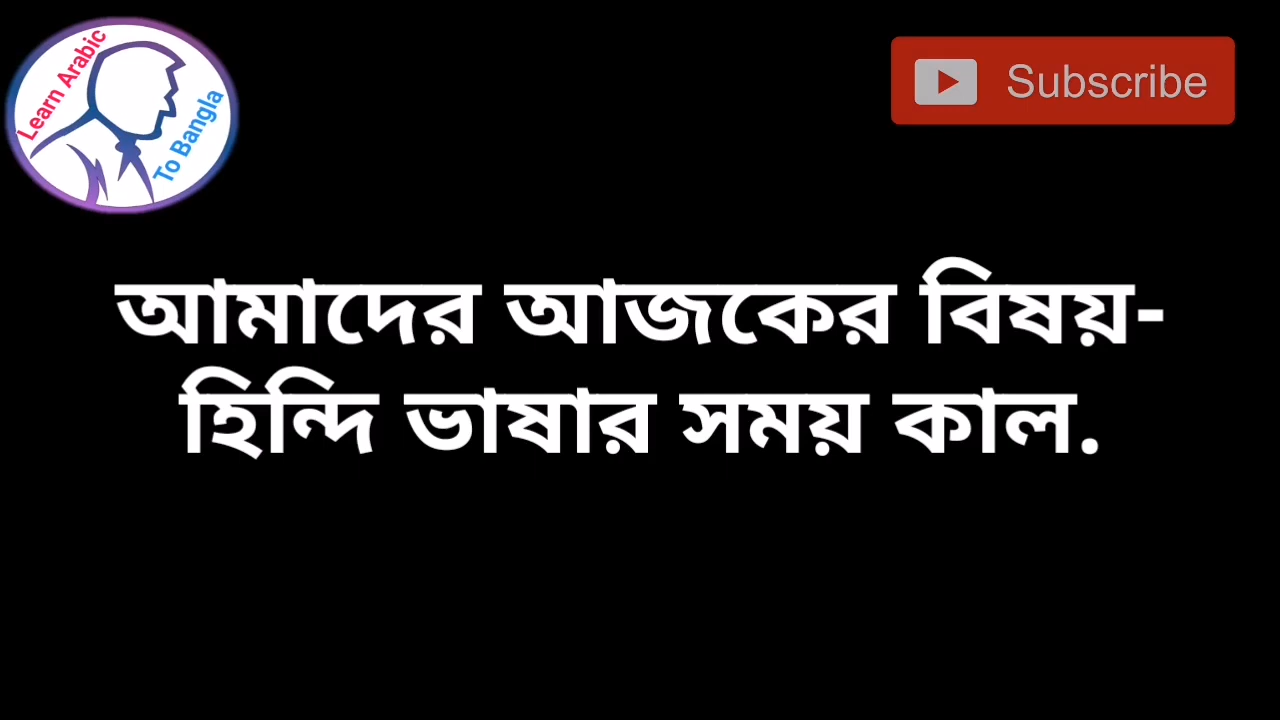 Learn Arabic
To Bangla
Subscribe
আমাদের আজকের বিষয়-
হিন্দি ভাষার সময় কাল.